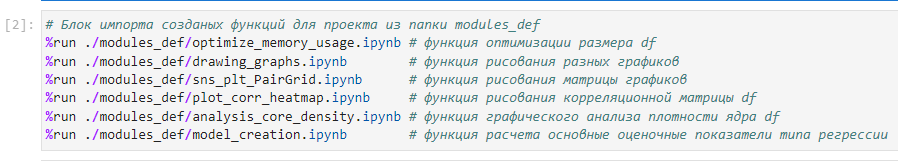 [2]: # Блок импорта созданых функций для проекта из папки modules_def
%run ./modules_def/optimize_memory_usage.ipynb # функция оптимизации размера df
%run ./modules_def/drawing_graphs.ipynb # функция рисования разных графиков
%run ./modules_def/sns_plt_PairGrid.ipynb # функция рисования матрицы графиков
%run ./modules_def/plot_corr_heatmap.ipynb # функция рисования корреляционной матрицы df
%run ./modules_def/analysis_core_density.ipynb # функция графического анализа плотности ядра df
%run ./modules_def/model_creation.ipynb # функция расчета основные оценочные показатели типа регрессии